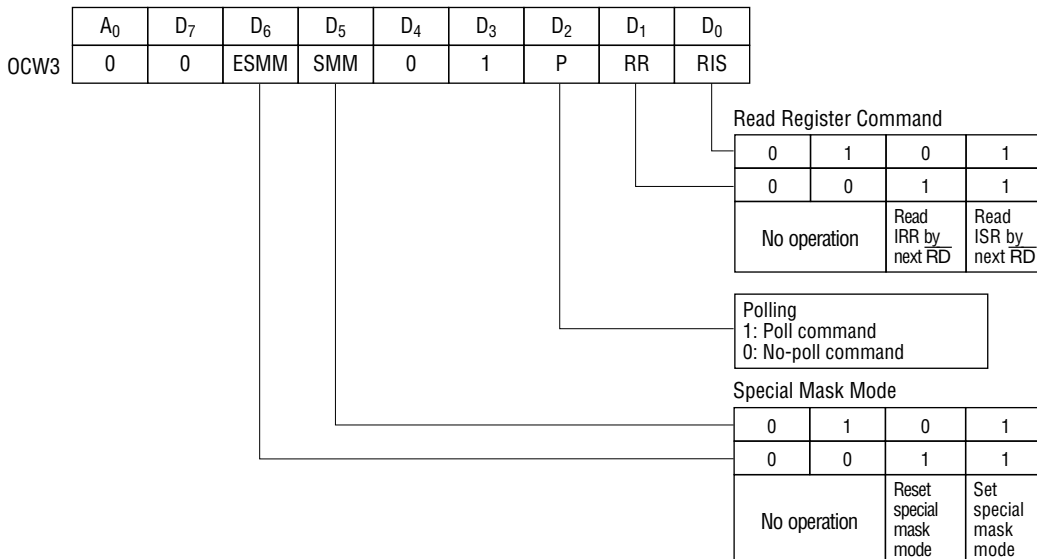 A0 D7 D6 D5 D4 D3 D2 D1 D0
OCW3 0 0 ESMM SMM 0 1 P RR RIS
Read Register Command
0 1 0 1
0 0 1 1
No operation
Read
IRR by
next RD
Read
ISR by
next RD
Polling
1: Poll command
0: No-poll command
Special Mask Mode
0 1 0 1
0 0 1 1
No operation
Reset
special
mask
mode
Set
special
mask
mode